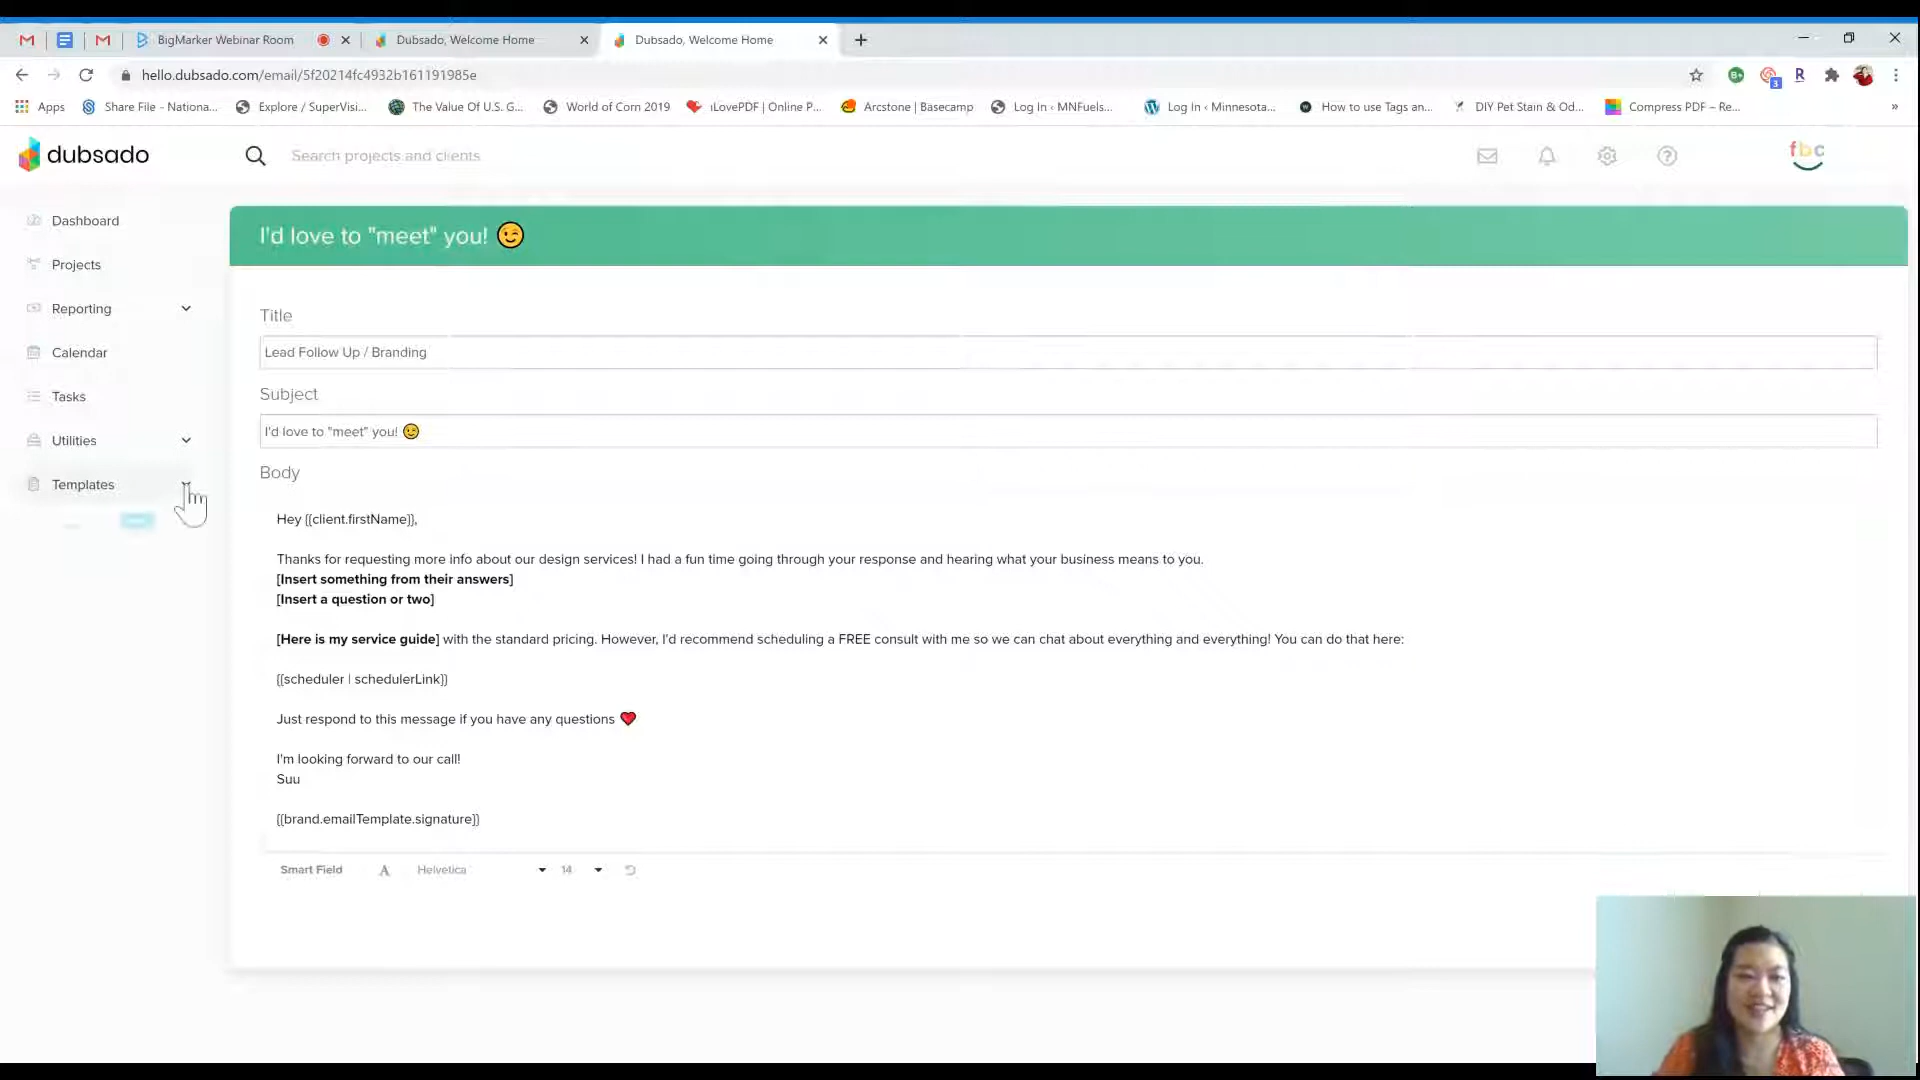 BigMarker Webinar Room
Dubsado, Welcome Home
Dubsado, Welcome Home
hello.dubsado.com/email/5f20214fc4932b161191985e
B+
3
R
Apps
Share File - Nationa...
Explore / SuperVisi...
The Value Of U.S. G...
World of Corn 2019
iLovePDF | Online P...
Arcstone | Basecamp
Log In ‹ MNFuels...
Log In ‹ Minnesota...
How to use Tags an...
DIY Pet Stain & Od...
Compress PDF – Re...
»
dubsado
Search projects and clients
fbc
Dashboard
Projects
Reporting
Calendar
Tasks
Utilities
Templates
I'd love to "meet" you! 😉
Title
Lead Follow Up / Branding
Subject
I'd love to "meet" you! 😉
Body
Hey {{client.firstName}},
Thanks for requesting more info about our design services! I had a fun time going through your response and hearing what your business means to you.
[Insert something from their answers]
[Insert a question or two]
[Here is my service guide] with the standard pricing. However, I'd recommend scheduling a FREE consult with me so we can chat about everything and everything! You can do that here:
{{scheduler | schedulerLink}}
Just respond to this message if you have any questions ❤️
I'm looking forward to our call!
Suu
{{brand.emailTemplate.signature}}
Smart Field
A
Helvetica
14